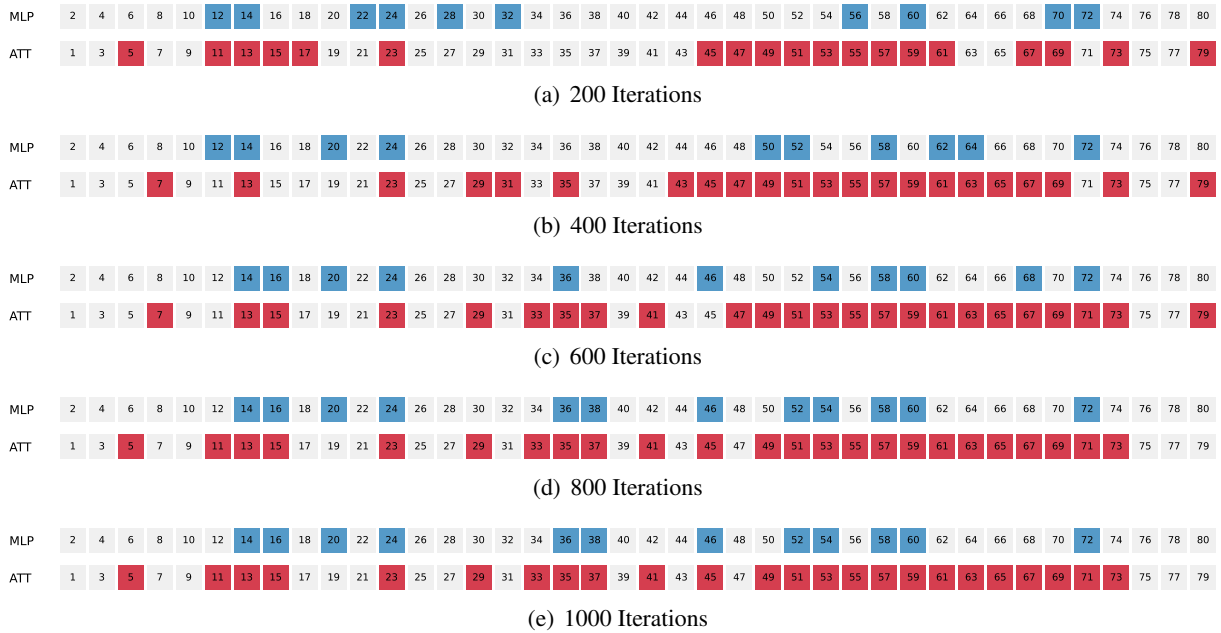 MLP 2 4 6 8 10 12 14 16 18 20 22 24 26 28 30 32 34 36 38 40 42 44 46 48 50 52 54 56 58 60 62 64 66 68 70 72 74 76 78 80
ATT 1 3 5 7 9 11 13 15 17 19 21 23 25 27 29 31 33 35 37 39 41 43 45 47 49 51 53 55 57 59 61 63 65 67 69 71 73 75 77 79
(a) 200 Iterations
MLP 2 4 6 8 10 12 14 16 18 20 22 24 26 28 30 32 34 36 38 40 42 44 46 48 50 52 54 56 58 60 62 64 66 68 70 72 74 76 78 80
ATT 1 3 5 7 9 11 13 15 17 19 21 23 25 27 29 31 33 35 37 39 41 43 45 47 49 51 53 55 57 59 61 63 65 67 69 71 73 75 77 79
(b) 400 Iterations
MLP 2 4 6 8 10 12 14 16 18 20 22 24 26 28 30 32 34 36 38 40 42 44 46 48 50 52 54 56 58 60 62 64 66 68 70 72 74 76 78 80
ATT 1 3 5 7 9 11 13 15 17 19 21 23 25 27 29 31 33 35 37 39 41 43 45 47 49 51 53 55 57 59 61 63 65 67 69 71 73 75 77 79
(c) 600 Iterations
MLP 2 4 6 8 10 12 14 16 18 20 22 24 26 28 30 32 34 36 38 40 42 44 46 48 50 52 54 56 58 60 62 64 66 68 70 72 74 76 78 80
ATT 1 3 5 7 9 11 13 15 17 19 21 23 25 27 29 31 33 35 37 39 41 43 45 47 49 51 53 55 57 59 61 63 65 67 69 71 73 75 77 79
(d) 800 Iterations
MLP 2 4 6 8 10 12 14 16 18 20 22 24 26 28 30 32 34 36 38 40 42 44 46 48 50 52 54 56 58 60 62 64 66 68 70 72 74 76 78 80
ATT 1 3 5 7 9 11 13 15 17 19 21 23 25 27 29 31 33 35 37 39 41 43 45 47 49 51 53 55 57 59 61 63 65 67 69 71 73 75 77 79
(e) 1000 Iterations